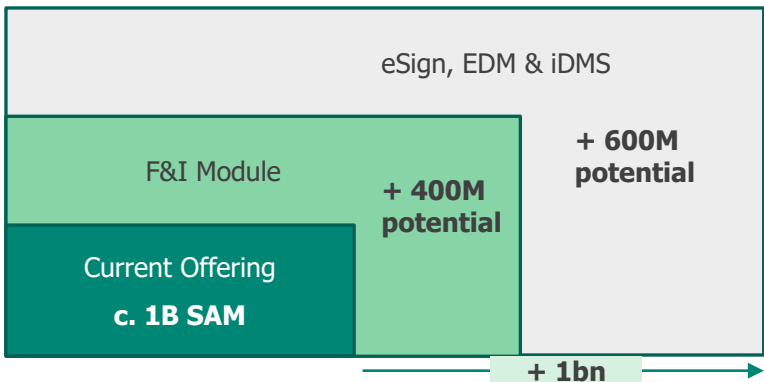 eSign, EDM & iDMS
+ 600M
potential
F&I Module
+ 400M
potential
Current Offering
c. 1B SAM
+ 1bn